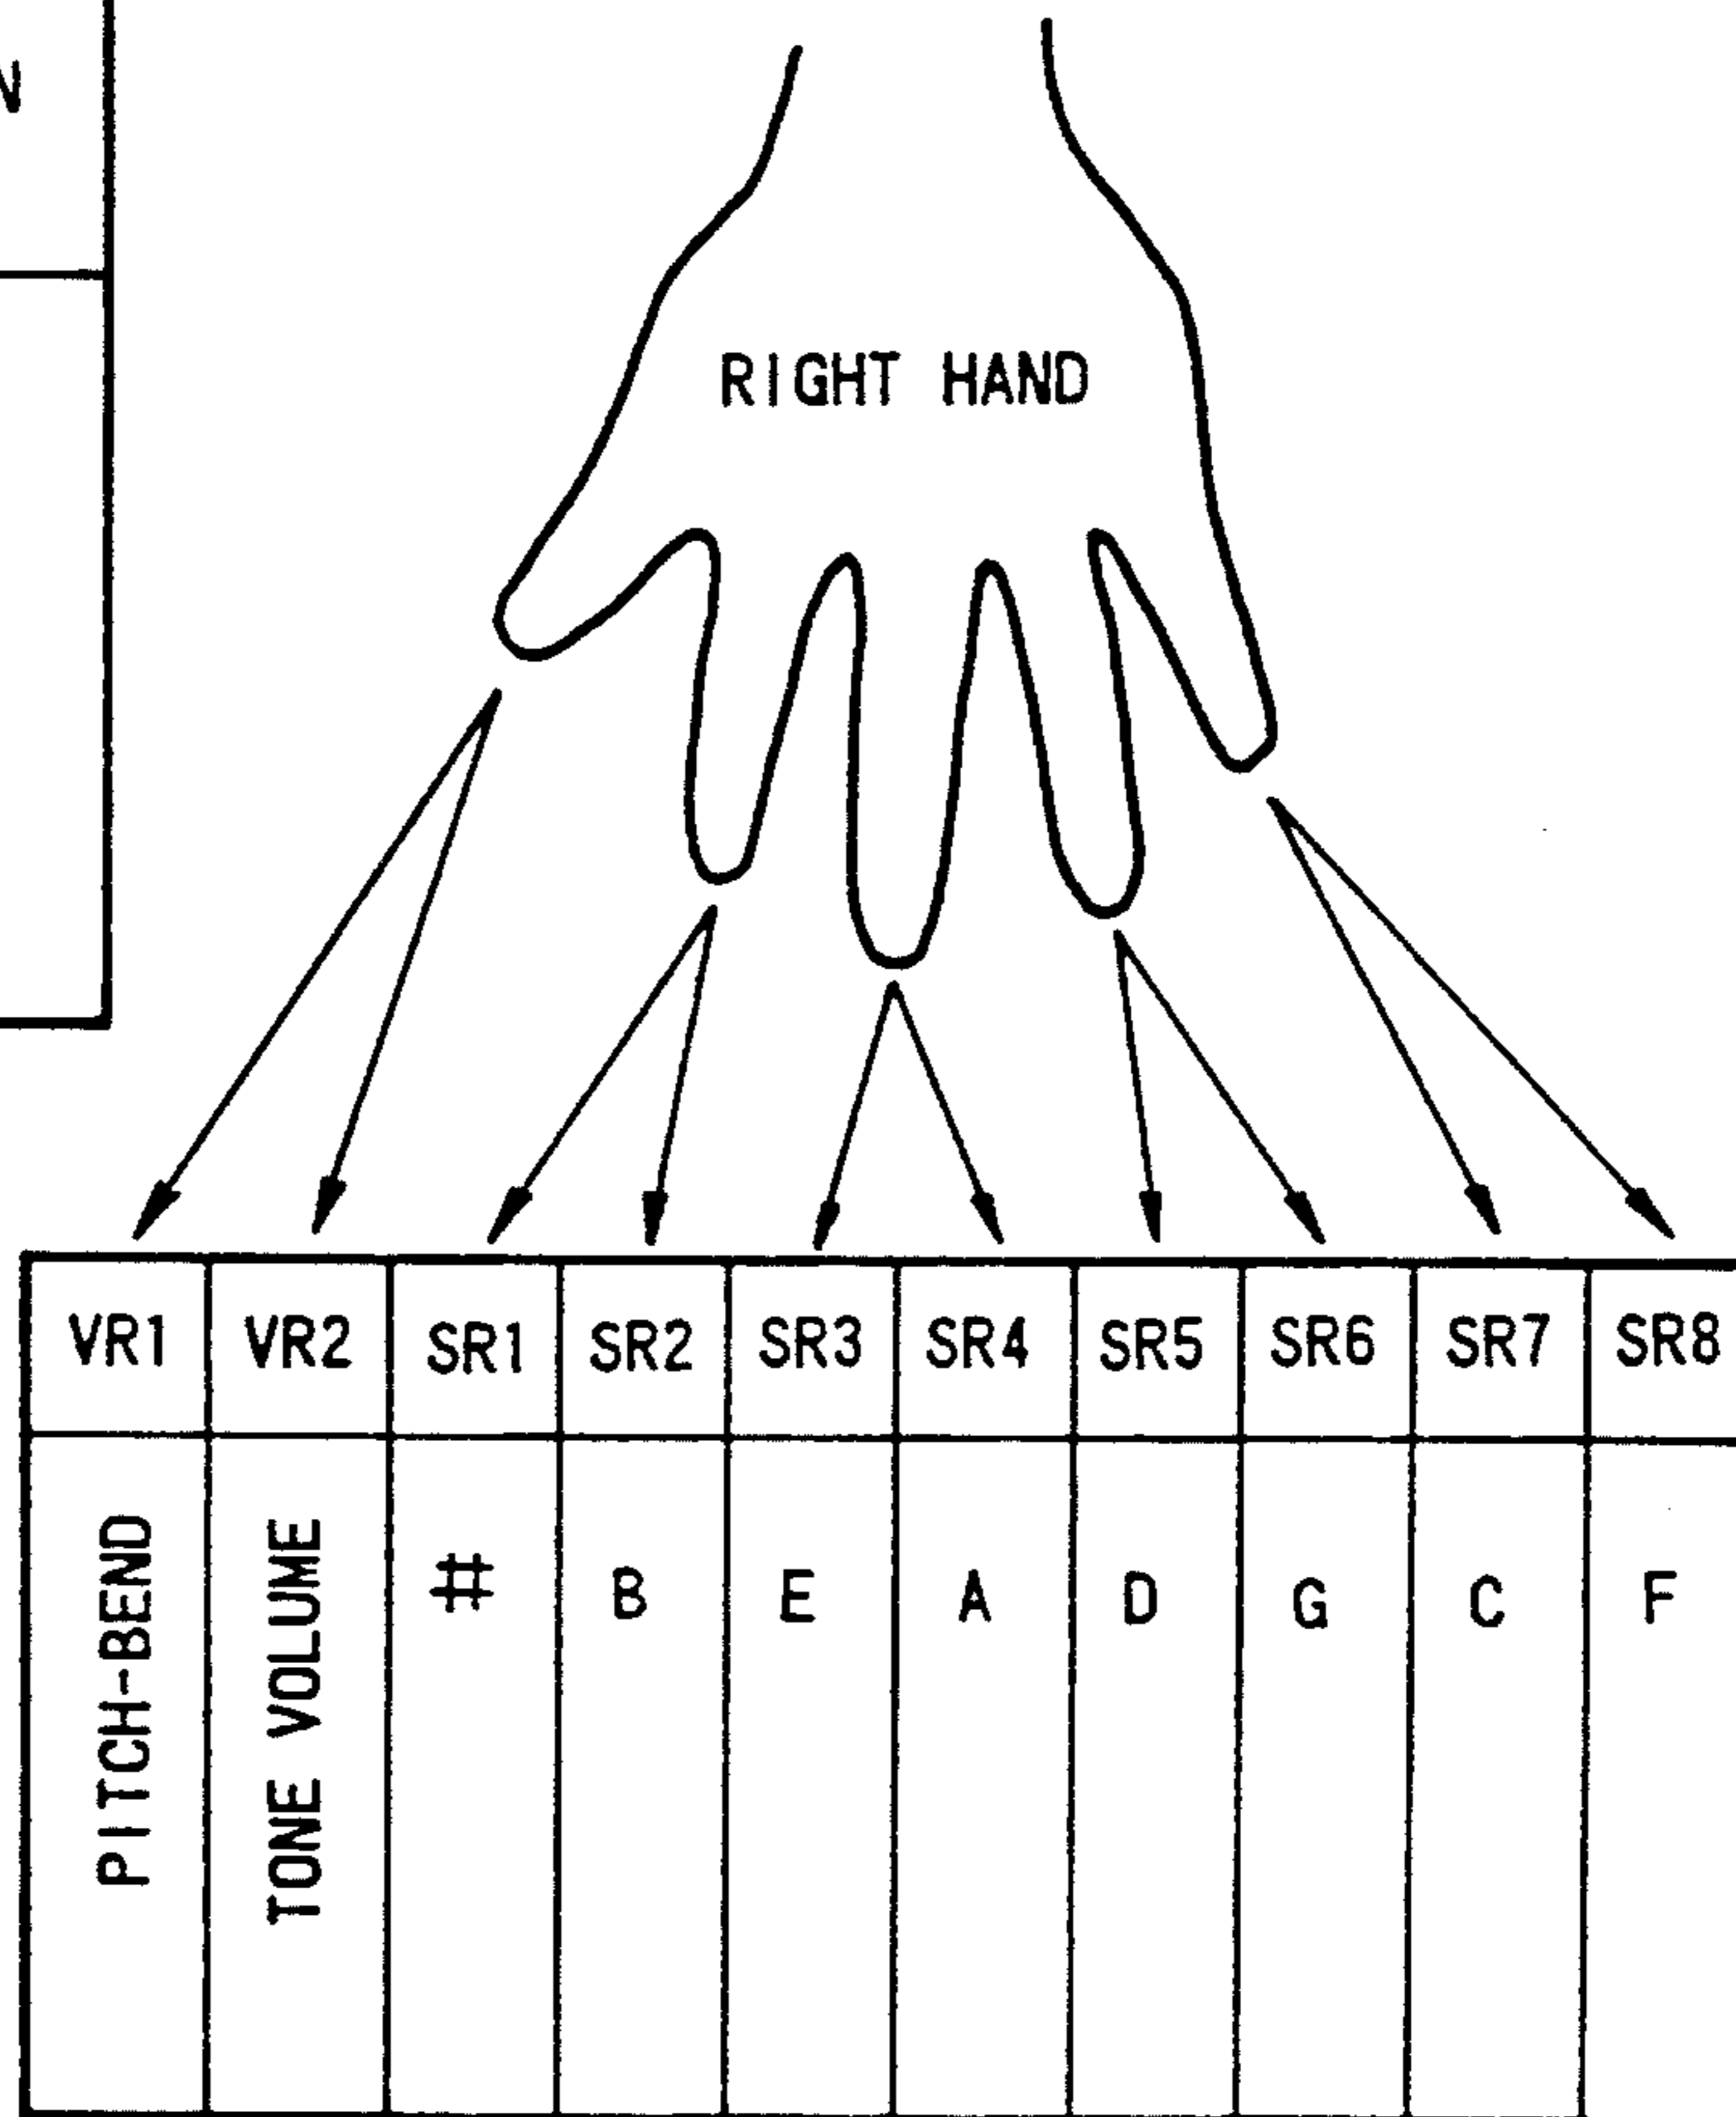 N
RIGHT HAND
VR1 VR2 SR1 SR2 SR3 SR4 SR5 SR6 SR7 SR8
PITCH-BEND TONE VOLUME # B E A D G C F